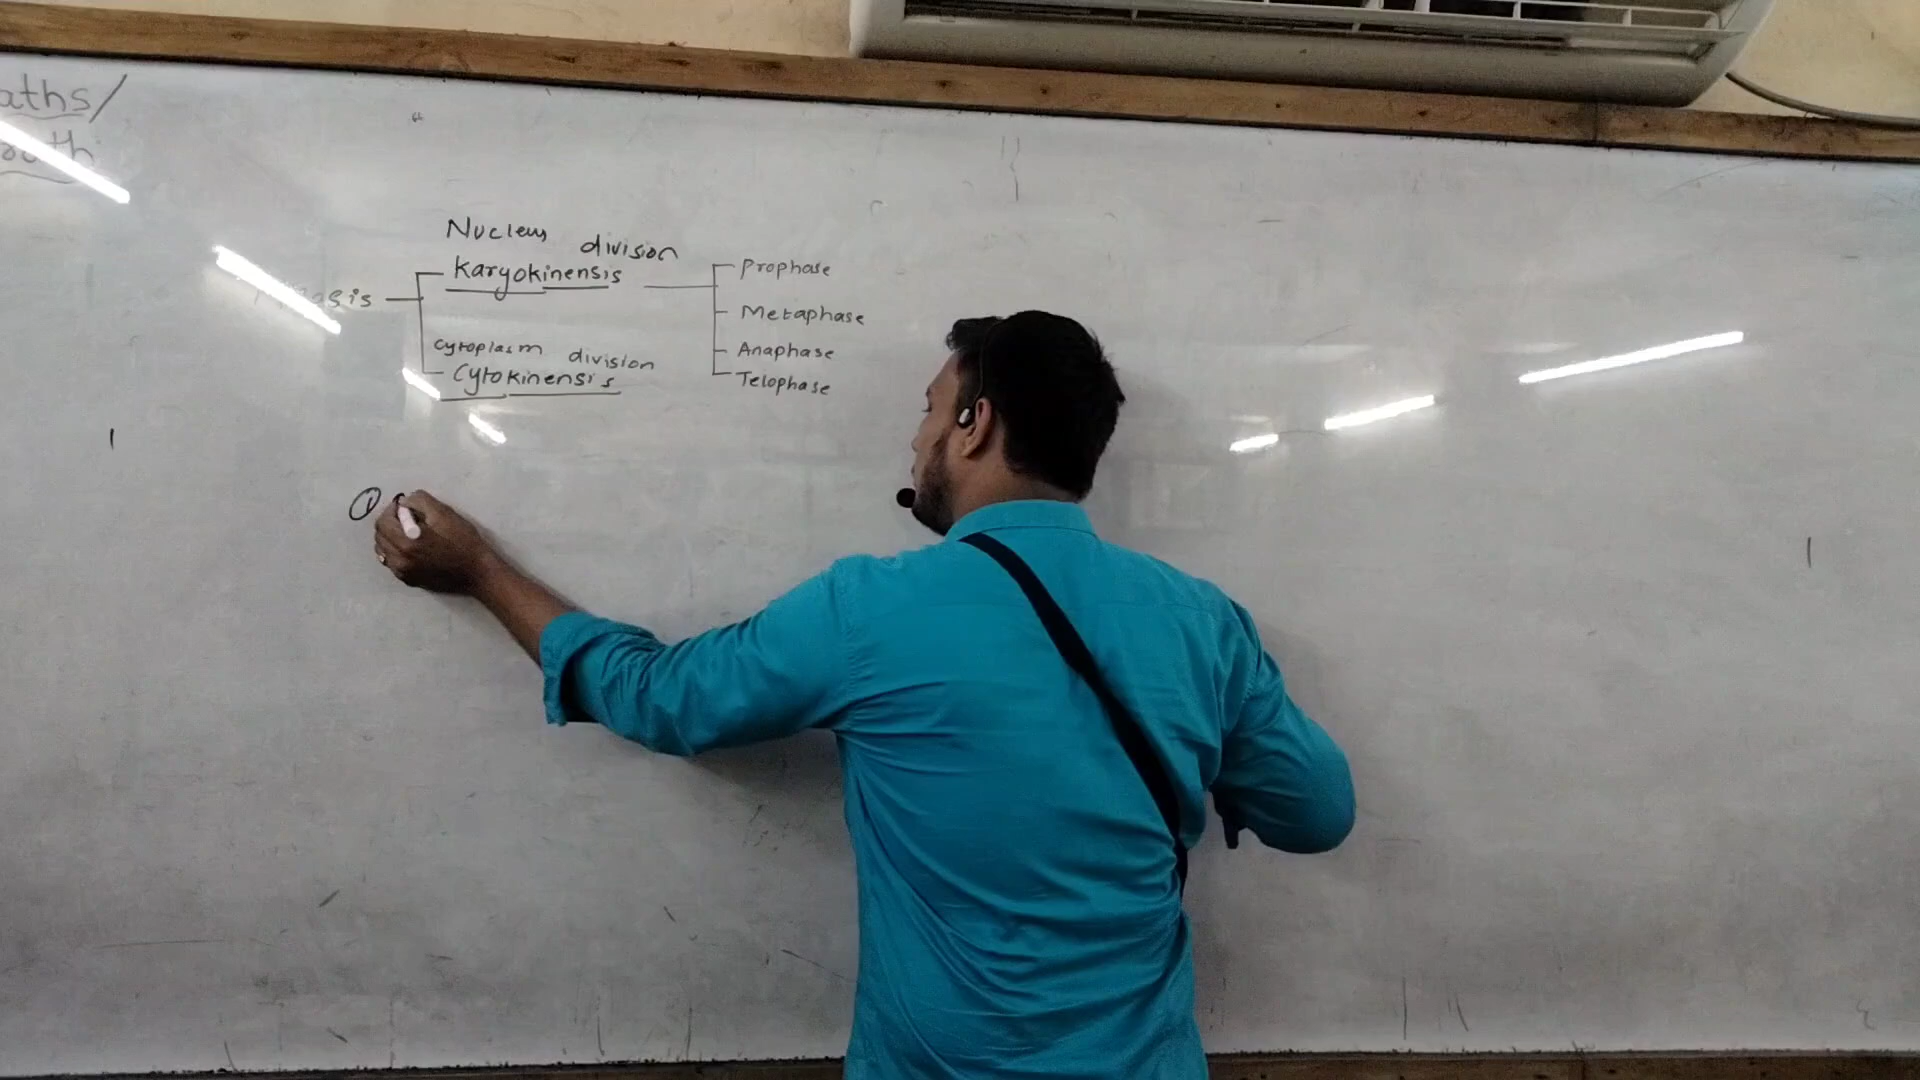 aths/
Nucleus division
Karyokinensis
Prophase
Metaphase
cytoplasm division
Cytokinensis
Anaphase
Telophase
①